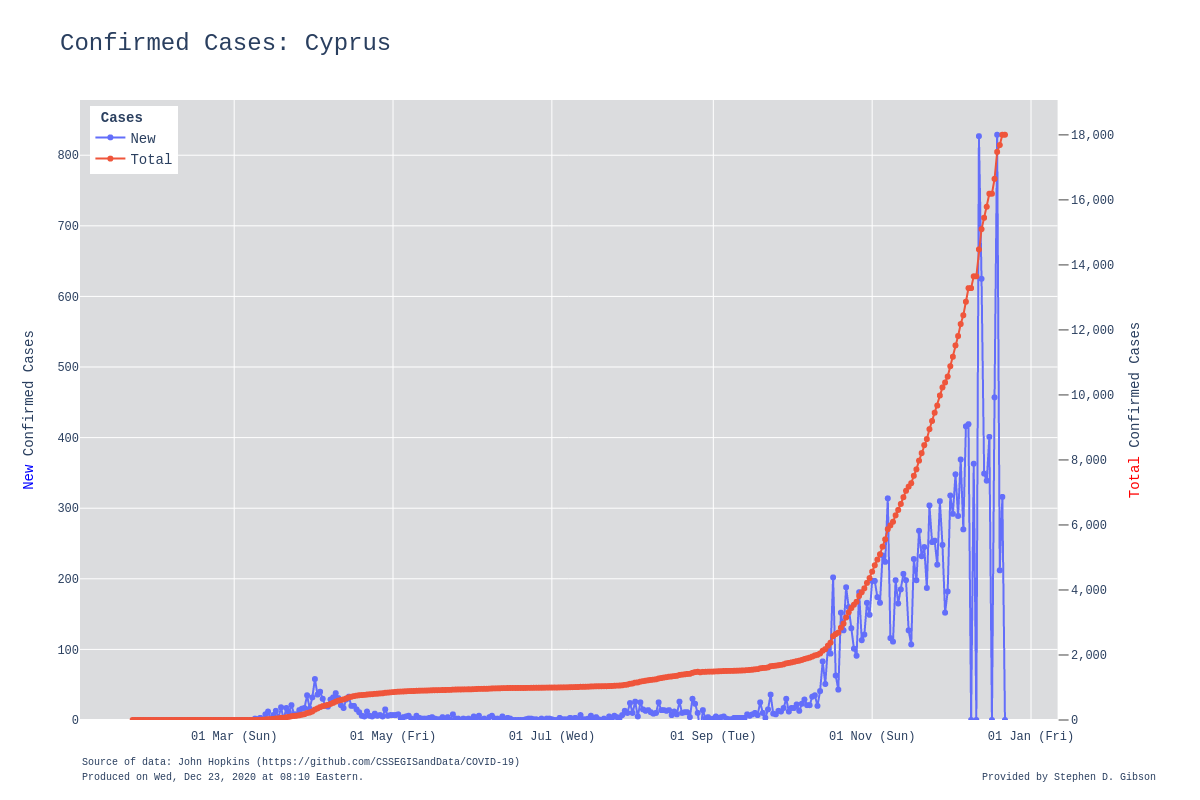 Confirmed Cases: Cyprus
Cases
New
Total
800
700
600
500
400
300
200
100
0
New Confirmed Cases
18,000
16,000
14,000
12,000
10,000
8,000
6,000
4,000
2,000
0
Total Confirmed Cases
01 Mar (Sun)
01 May (Fri)
01 Jul (Wed)
01 Sep (Tue)
01 Nov (Sun)
01 Jan (Fri)
Source of data: John Hopkins (https://github.com/CSSEGISandData/COVID-19)
Produced on Wed, Dec 23, 2020 at 08:10 Eastern.
Provided by Stephen D. Gibson